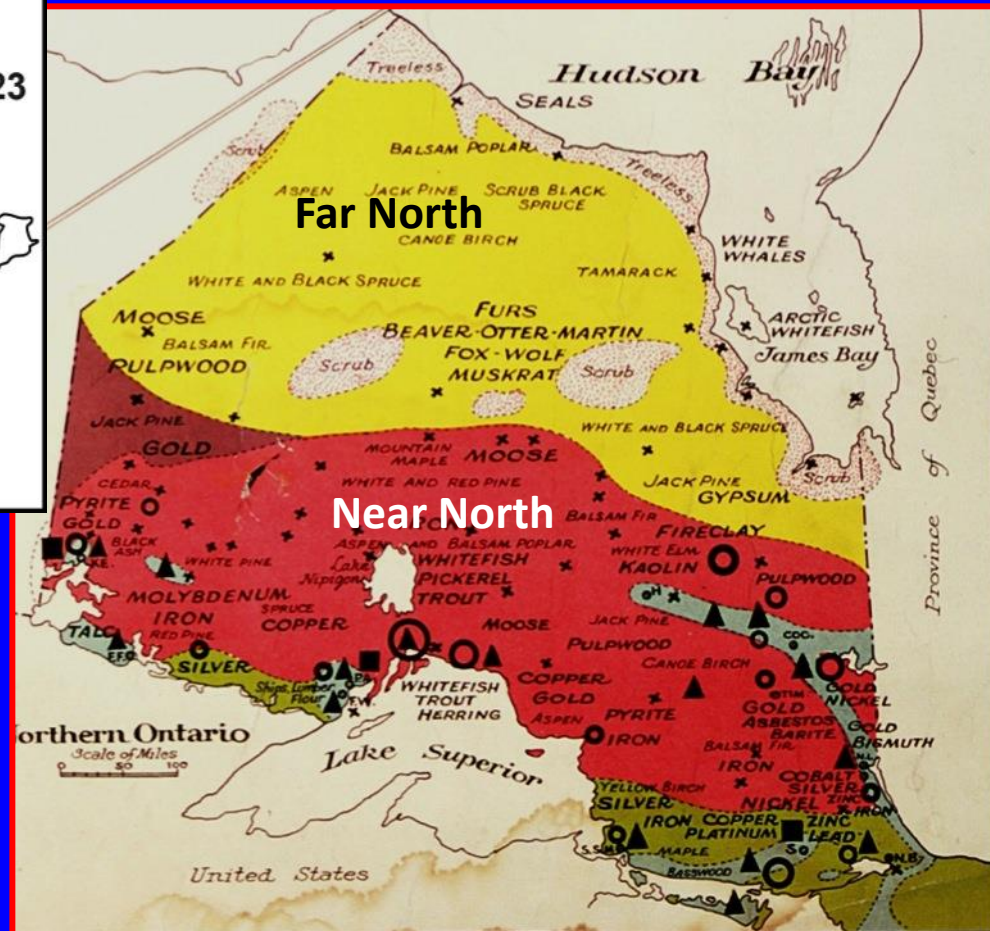 23
Hudson Bay
Treeless
SEALS
Scrub
BALSAM POPLAR
Treeless
ASPEN JACK PINE SCRUB BLACK
SPRUCE
Far North
CANOE BIRCH
WHITE
WHALES
TAMARACK
WHITE AND BLACK SPRUCE
FURS
MOOSE
BEAVER-OTTER-MARTIN
ARCTIC
WHITEFISH
BALSAM FIR
FOX-WOLF
James Bay
PULPWOOD
Scrub
MUSKRAT
Scrub
Province of Quebec
JACK PINE
WHITE AND BLACK SPRUCE
GOLD
MOUNTAIN
MAPLE
MOOSE
Scrub
CEDAR
WHITE AND RED PINE
JACK PINE
GYPSUM
PYRITE
GOLD
Near North
BALSAM FIR
FIRECLAY
BLACK
ASH
WHITE PINE
ASPEN AND BALSAM POPLAR
WHITE ELM
KAOLIN
Lake
Nipigon
WHITEFISH
PICKEREL
TROUT
PULPWOOD
MOLYBDENUM
IRON
SPRUCE
COPPER
H
RED PINE
MOOSE
JACK PINE
COC.
TALC
F.F.
PULPWOOD
SILVER
CANOE BIRCH
P.A.
Ships Lumber
Flour
F.W.
WHITEFISH
TROUT
HERRING
COPPER
GOLD
ASPEN
TIM
GOLD
NICKEL
GOLD
ASBESTOS
BARITE
PYRITE
GOLD
BISMUTH
orthern Ontario
Scale of Miles
0 50 100
Lake Superior
IRON
BALSAM FIR
IRON
N.L.
COBALT
SILVER
ZINC
IRON
YELLOW BIRCH
SILVER
NICKEL
IRON COPPER
PLATINUM
ZINC
LEAD
S.S.M.
MAPLE
S
N.B.
BASSWOOD
United States